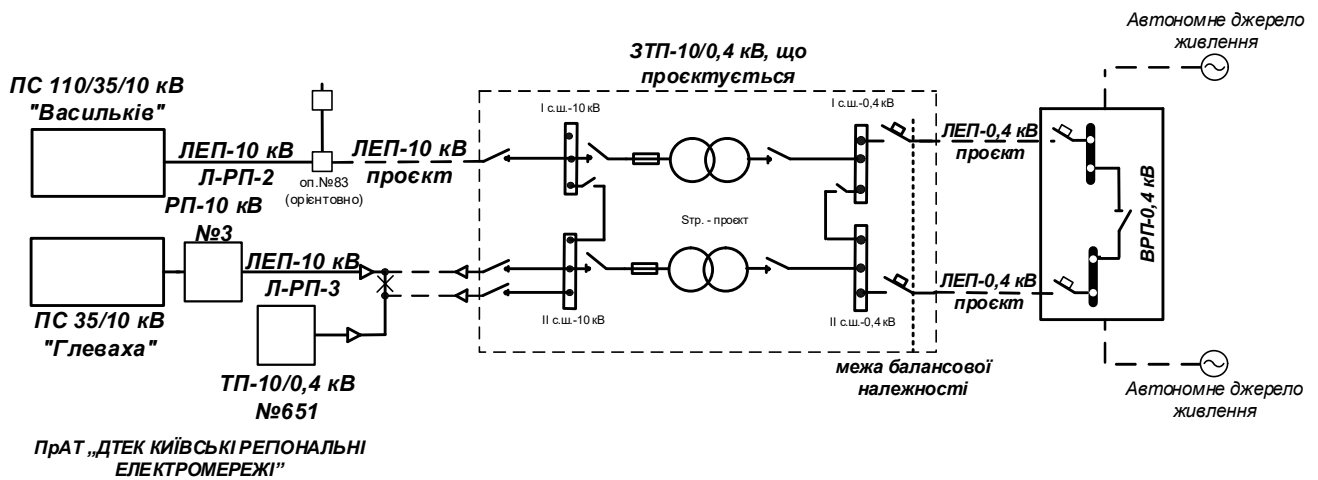 Автономне джерело
живлення
ЗТП-10/0,4 кВ, що
проєктується
ПС 110/35/10 кВ
"Васильків"
І с.ш.-10 кВ
І с.ш.-0,4 кВ
ЛЕП-10 кВ
Л-РП-2
оп.№83
(орієнтовно)
ЛЕП-10 кВ
проєкт
ЛЕП-0,4 кВ
проєкт
РП-10 кВ
№3
Sтр. - проєкт
ВРП-0,4 кВ
ЛЕП-10 кВ
Л-РП-3
ЛЕП-0,4 кВ
проєкт
ПС 35/10 кВ
"Глеваха"
ІІ с.ш.-10 кВ
ІІ с.ш.-0,4 кВ
межа балансової
належності
ТП-10/0,4 кВ
№651
Автономне джерело
живлення
ПрАТ „ДТЕК КИЇВСЬКІ РЕГІОНАЛЬНІ
ЕЛЕКТРОМЕРЕЖІ”